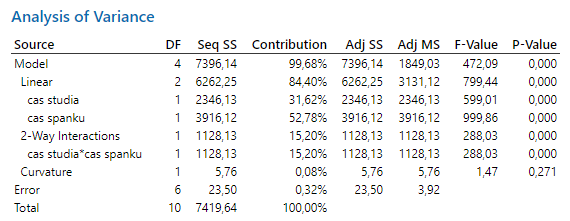 Analysis of Variance
Source DF Seq SS Contribution Adj SS Adj MS F-Value P-Value
Model 4 7396,14 99,68% 7396,14 1849,03 472,09 0,000
Linear 2 6262,25 84,40% 6262,25 3131,12 799,44 0,000
cas studia 1 2346,13 31,62% 2346,13 2346,13 599,01 0,000
cas spanku 1 3916,12 52,78% 3916,12 3916,12 999,86 0,000
2-Way Interactions 1 1128,13 15,20% 1128,13 1128,13 288,03 0,000
cas studia*cas spanku 1 1128,13 15,20% 1128,13 1128,13 288,03 0,000
Curvature 1 5,76 0,08% 5,76 5,76 1,47 0,271
Error 6 23,50 0,32% 23,50 3,92
Total 10 7419,64 100,00%